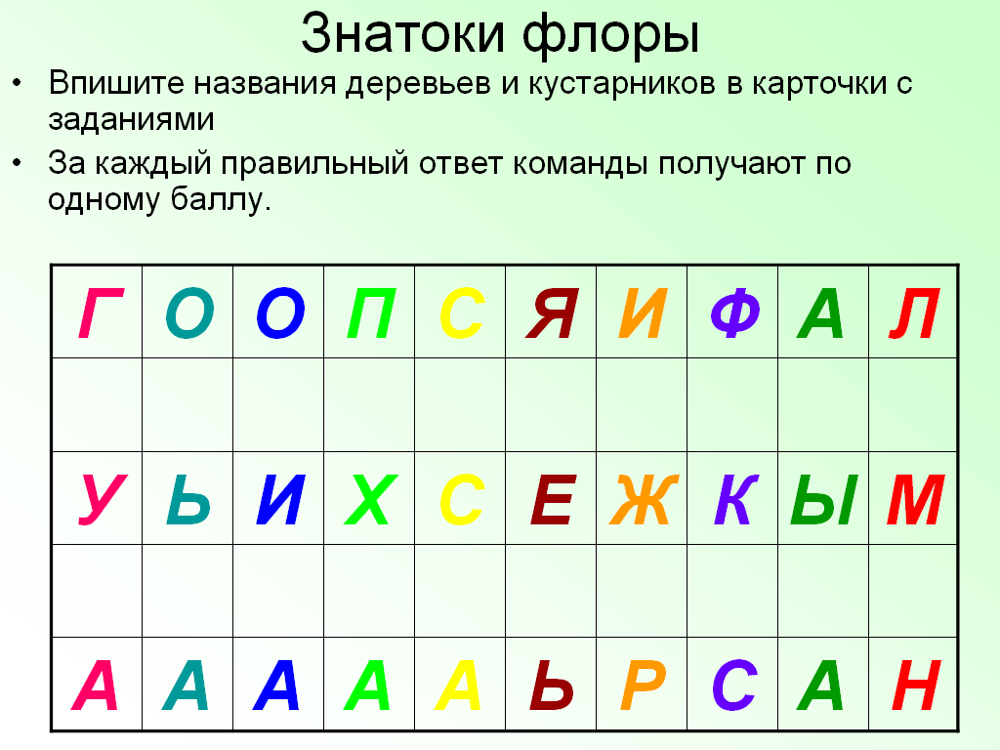 Знатоки флоры
• Впишите названия деревьев и кустарников в карточки с
заданиями
• За каждый правильный ответ команды получают по
одному баллу.
Г О О П С Я И Ф А Л
У Ь И Х С Е Ж К Ы М
А А А А А Ь Р С А Н